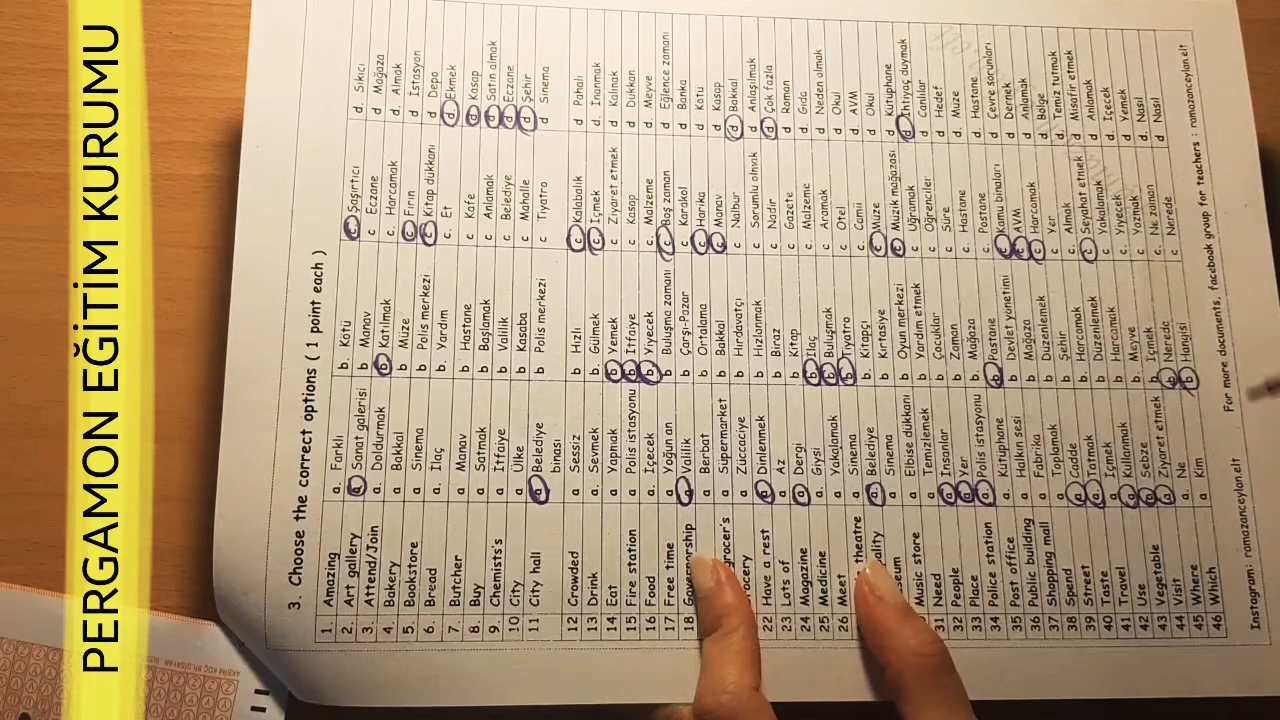 PERGAMON EĞİTİM KURUMU
3. Choose the correct options ( 1 point each )
1. Amazing a. Farklı b. Kötü c. Şaşırtıcı d. Sıkıcı
2. Art gallery a Sanat galerisi b Manav c Eczane d Mağaza
3. Attend/Join a. Doldurmak b Katılmak c Harcamak d. Almak
4. Bakery a Bakkal b Müze c Fırın d İstasyon
5. Bookstore a Sinema b Polis merkezi c Kitap dükkanı d Depo
6. Bread a. İlaç b. Yardım c. Et d Ekmek
7. Butcher a Manav b Hastane c Kafe d Kasap
8. Buy a Satmak b Başlamak c Anlamak d Satın almak
9. Chemists's a İtfaiye b Valilik c Belediye d Eczane
10 City a Ülke b Kasaba c Mahalle d Şehir
11 City hall a Belediye b Polis merkezi c Tiyatro d Sinema
binası
12 Crowded a Sessiz b Hızlı c Kalabalık d Pahalı
13 Drink a. Sevmek b. Gülmek c İçmek d. İnanmak
14 Eat a Yapmak b Yemek c Ziyaret etmek d Kalınak
15 Fire station a Polis istasyonu b İtfaiye c Kasap d Dükkan
16 Food a. İçecek b Yiyecek c. Malzeme d Meyve
17 Free time a Yoğun an b Buluşma zamanı c Boş zaman d Eğlence zamanı
18 a Valilik b Çarşı-Pazar c Karakol d Banka
a Berbat b Ortalama c Harika d Kötü
grocer's a Süpermarket b Bakkal c Manav d Kasap
a Züccaciye b Hırdavatçı c Nalbur d Bakkal
22 Have a rest a Dinlenmek b Hızlanmak c Sorumlu olmak d Anlaşılmak
23 Lots of a Az b Biraz c Nadir d Çok fazla
24 Magazine a Dergi b Kitap c Gazete d Roman
25 Medicine a. Giysi b İlaç c. Malzeme d. Gıda
26 Meet a Yakalamak b Buluşmak c Aramak d Neden olmak
theatre a Sinema b Tiyatro c Otel d Okul
a. Belediye b. Kitapçı c. Camii d. AVM
a Sinema b Kırtasiye c Müze d Okul
Music store a Elbise dükkanı b Oyun merkezi c Müzik mağazası d Kütüphane
31 Need a Temizlemek b Yardım etmek c Uğramak d İhtiyaç duymak
32 People a İnsanlar b Çocuklar c Öğrenciler d Canlılar
33 Place a Yer b Zaman c Süre d Hedef
34 Police station a. Polis istasyonu b. Mağaza c Hastane d. Müze
35 Post office a. Kütüphane b Pastane c. Postane d Hastane
36 Public building a Halkın sesi b Devlet yönetimi c Kamu binaları d Çevre sorunları
37 Shopping mall a Fabrika b Mağaza c AVM d Dernek
38 Spend a Toplamak b Düzenlemek c Harcamak d Anlamak
39 Street a Cadde b Şehir c Yer d Bölge
40 Taste a. Tatmak b. Harcamak c. Almak d Temiz tutmak
41 Travel a İçmek b Düzenlemek c Seyahat etmek d Misafir etmek
42 Use a Kullanmak b Harcamak c Yakalamak d Anlamak
43 Vegetable a Sebze b Meyve c. Yiyecek d. İçecek
44 Visit a Ziyaret etmek b İçmek c Yazmak d Yemek
45 Where a. Ne b Nerede c. Ne zaman d. Nasıl
46 Which a Kim b Hangisi c Nerede d Nasıl
Instagram: ramazanceylan.elt For more documents, facebook group for teachers : ramazanceylan.elt